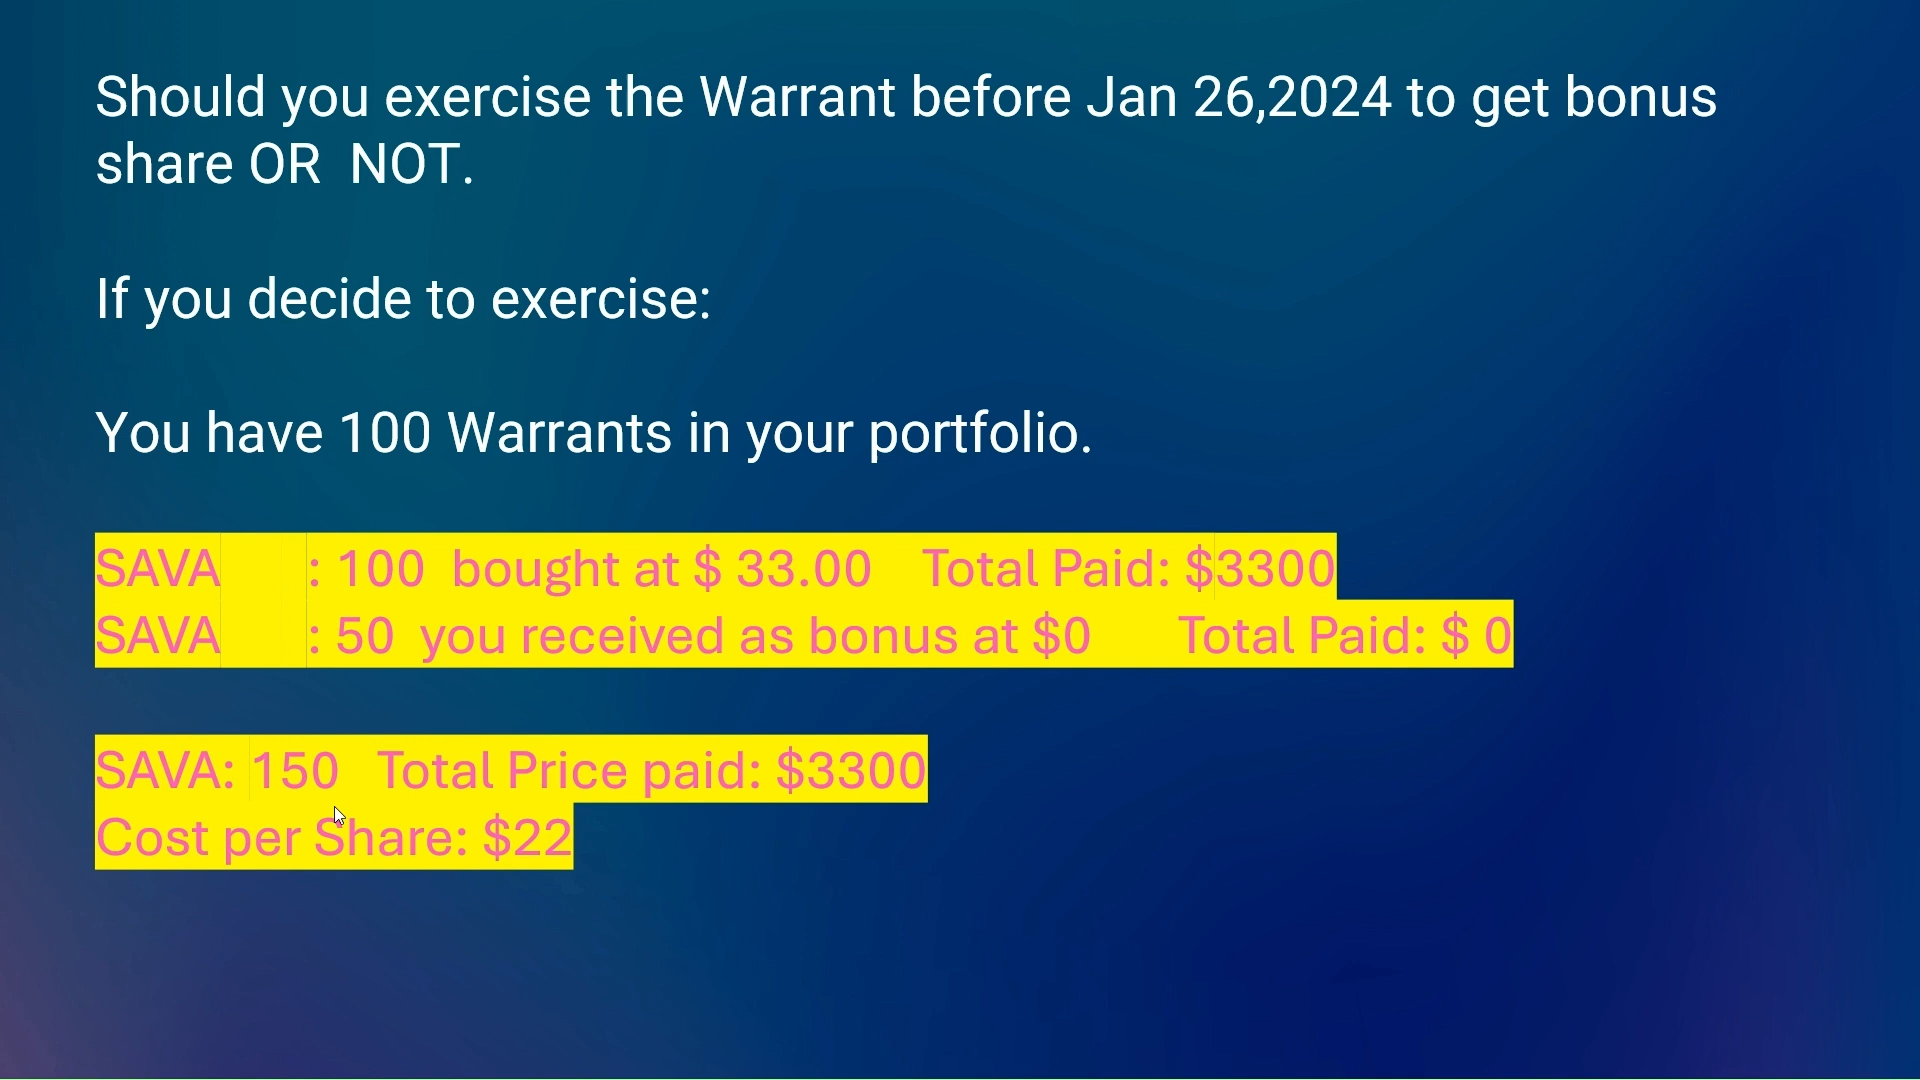 Should you exercise the Warrant before Jan 26,2024 to get bonus
share OR  NOT.
If you decide to exercise:
You have 100 Warrants in your portfolio.
SAVA : 100  bought at $ 33.00    Total Paid: $3300
SAVA : 50  you received as bonus at $0    Total Paid: $ 0
SAVA: 150   Total Price paid: $3300
Cost per Share: $22